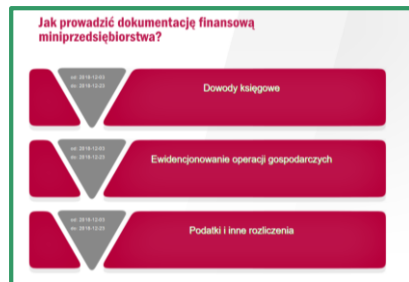 Jak prowadzić dokumentację finansową
miniprzedsiębiorstwa?
Dowody księgowe
Ewidencjonowanie operacji gospodarczych
Podatki i inne rozliczenia